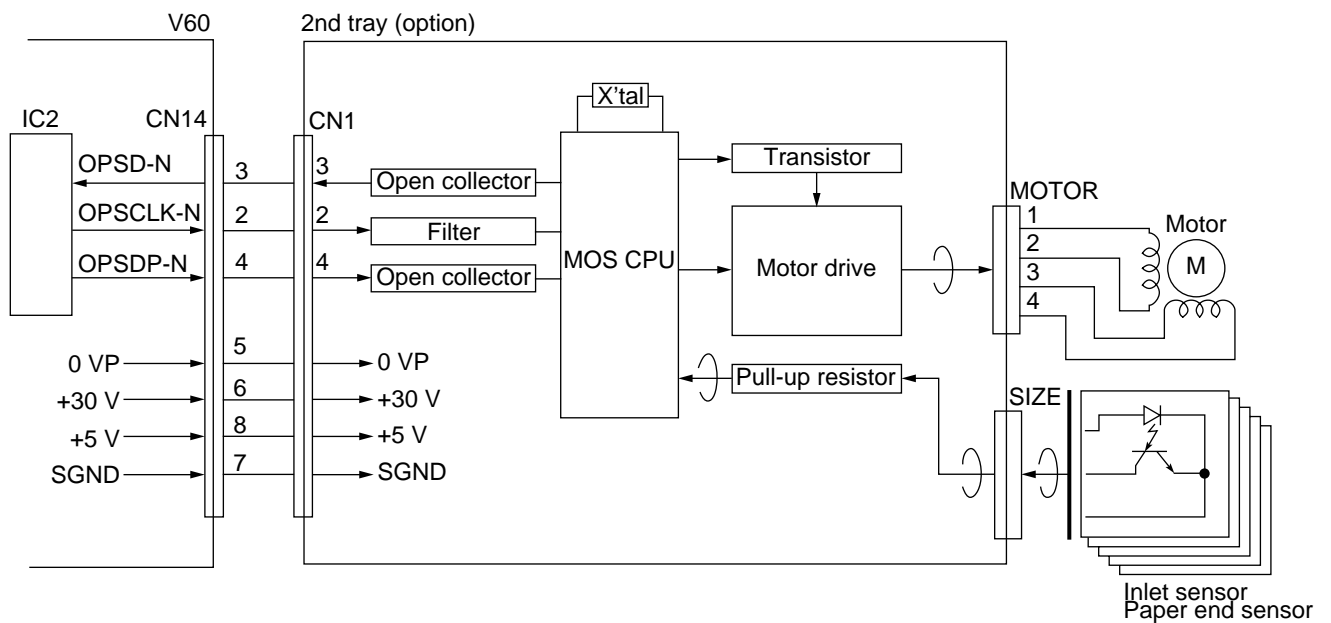 V60
2nd tray (option)
IC2
CN14
CN1
X'tal
OPSD-N
3
3
Open collector
OPSCLK-N
2
2
Filter
OPSDP-N
4
4
Open collector
MOS CPU
Transistor
Motor drive
MOTOR
1
2
3
4
Motor
M
0 VP
5
0 VP
+30 V
6
+30 V
+5 V
8
+5 V
SGND
7
SGND
Pull-up resistor
SIZE
Inlet sensor
Paper end sensor